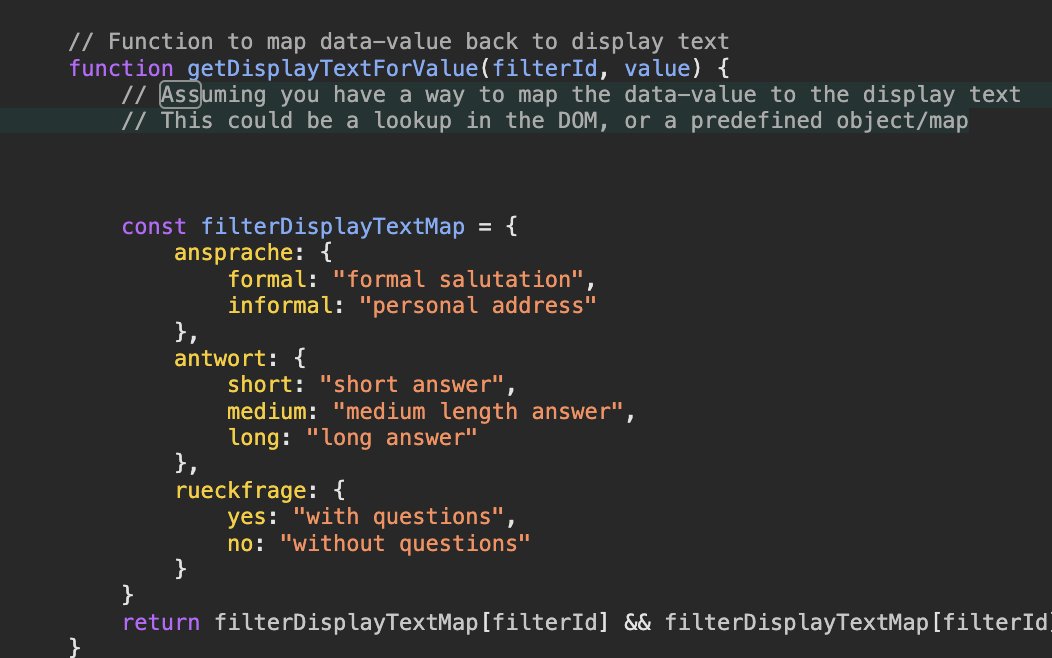 // Function to map data-value back to display text
function getDisplayTextForValue(filterId, value) {
// Assuming you have a way to map the data-value to the display text
// This could be a lookup in the DOM, or a predefined object/map
const filterDisplayTextMap = {
ansprache: {
formal: "formal salutation",
informal: "personal address"
},
antwort: {
short: "short answer",
medium: "medium length answer",
long: "long answer"
},
rueckfrage: {
yes: "with questions",
no: "without questions"
}
}
return filterDisplayTextMap[filterId] && filterDisplayTextMap[filterId]
}